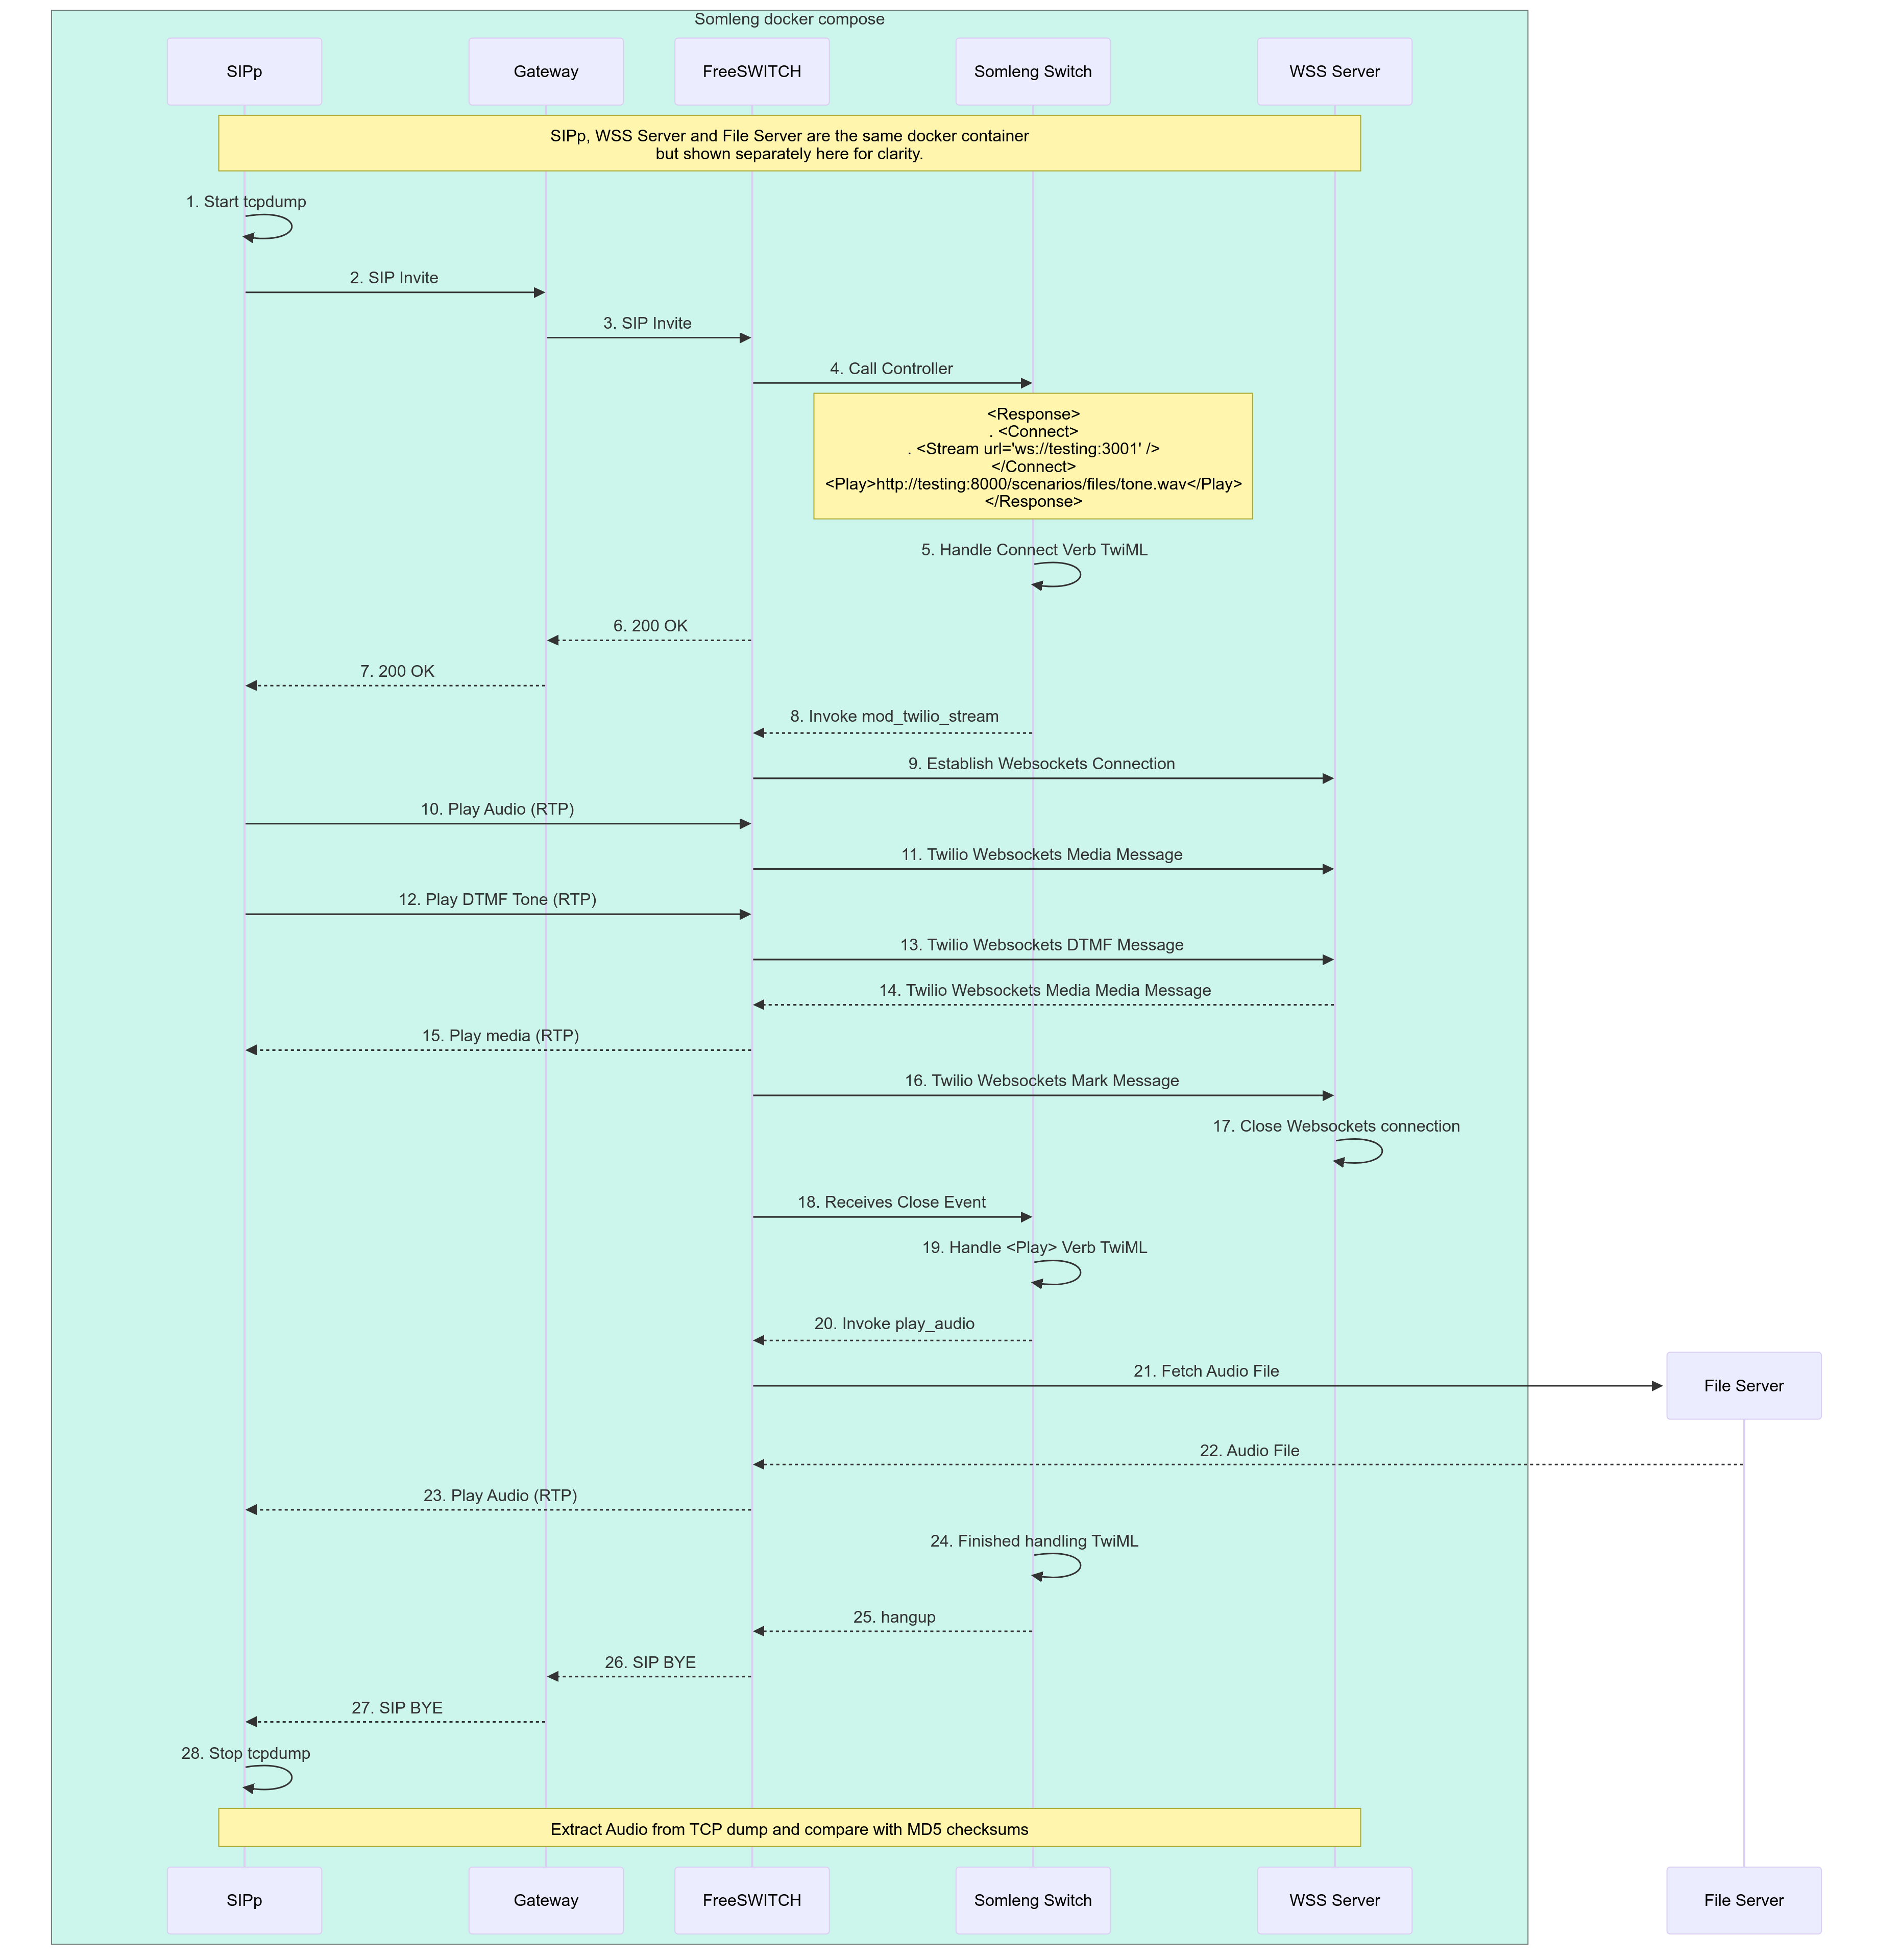 Somleng docker compose
SIPp
Gateway
FreeSWITCH
Somleng Switch
WSS Server
SIPp, WSS Server and File Server are the same docker container
but shown separately here for clarity.
1. Start tcpdump
2. SIP Invite
3. SIP Invite
4. Call Controller
<Response>
. <Connect>
. <Stream url='ws://testing:3001' />
</Connect>
<Play>http://testing:8000/scenarios/files/tone.wav</Play>
</Response>
5. Handle Connect Verb TwiML
6. 200 OK
7. 200 OK
8. Invoke mod_twilio_stream
9. Establish Websockets Connection
10. Play Audio (RTP)
11. Twilio Websockets Media Message
12. Play DTMF Tone (RTP)
13. Twilio Websockets DTMF Message
14. Twilio Websockets Media Media Message
15. Play media (RTP)
16. Twilio Websockets Mark Message
17. Close Websockets connection
18. Receives Close Event
19. Handle <Play> Verb TwiML
20. Invoke play_audio
21. Fetch Audio File
File Server
22. Audio File
23. Play Audio (RTP)
24. Finished handling TwiML
25. hangup
26. SIP BYE
27. SIP BYE
28. Stop tcpdump
Extract Audio from TCP dump and compare with MD5 checksums
SIPp
Gateway
FreeSWITCH
Somleng Switch
WSS Server
File Server